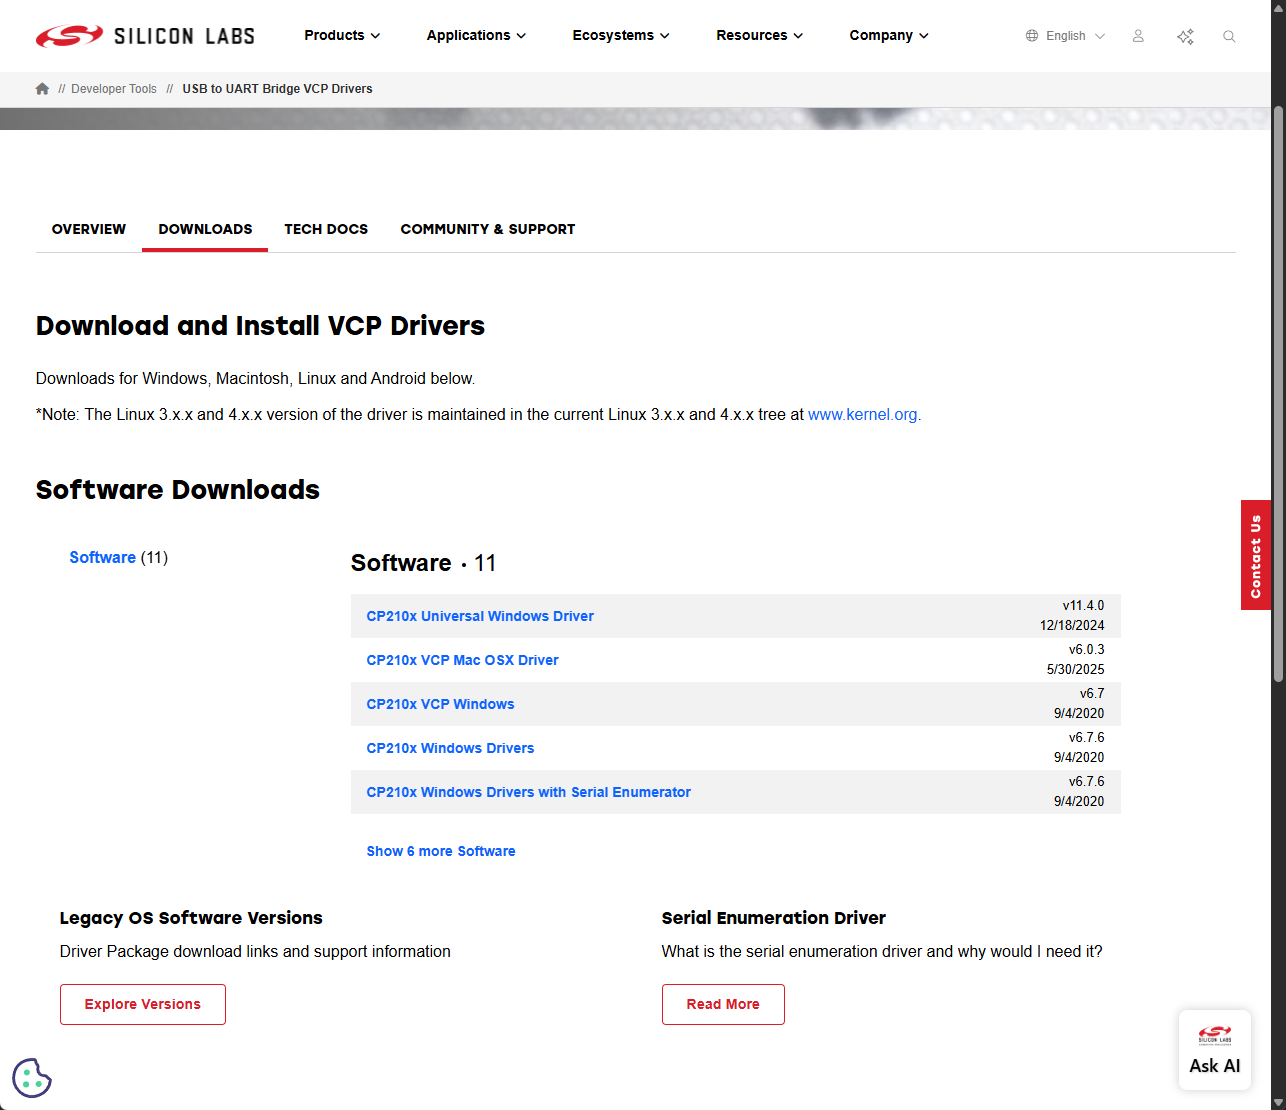 SILICON LABS
Products
Applications
Ecosystems
Resources
Company
English
// Developer Tools // USB to UART Bridge VCP Drivers
OVERVIEW
DOWNLOADS
TECH DOCS
COMMUNITY & SUPPORT
Download and Install VCP Drivers
Downloads for Windows, Macintosh, Linux and Android below.
*Note: The Linux 3.x.x and 4.x.x version of the driver is maintained in the current Linux 3.x.x and 4.x.x tree at www.kernel.org.
Software Downloads
Software (11)
Software • 11
CP210x Universal Windows Driver
v11.4.0
12/18/2024
CP210x VCP Mac OSX Driver
v6.0.3
5/30/2025
CP210x VCP Windows
v6.7
9/4/2020
CP210x Windows Drivers
v6.7.6
9/4/2020
CP210x Windows Drivers with Serial Enumerator
v6.7.6
9/4/2020
Show 6 more Software
Contact Us
Legacy OS Software Versions
Driver Package download links and support information
Explore Versions
Serial Enumeration Driver
What is the serial enumeration driver and why would I need it?
Read More
SILICON LABS
Ask AI